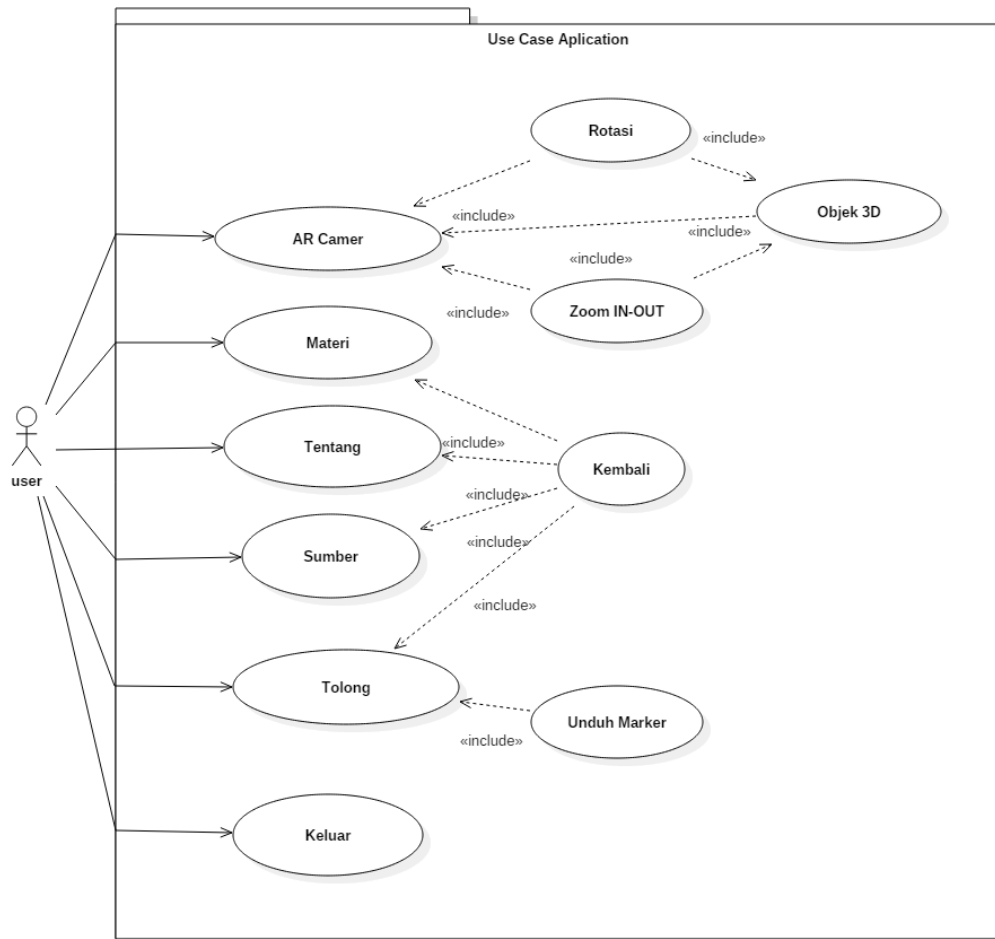 Use Case Aplication
Rotasi
«include»
Objek 3D
«include»
AR Camer
«include»
«include»
Zoom IN-OUT
«include»
Materi
Tentang
«include»
Kembali
user
«include»
Sumber
«include»
«include»
Tolong
Unduh Marker
«include»
Keluar